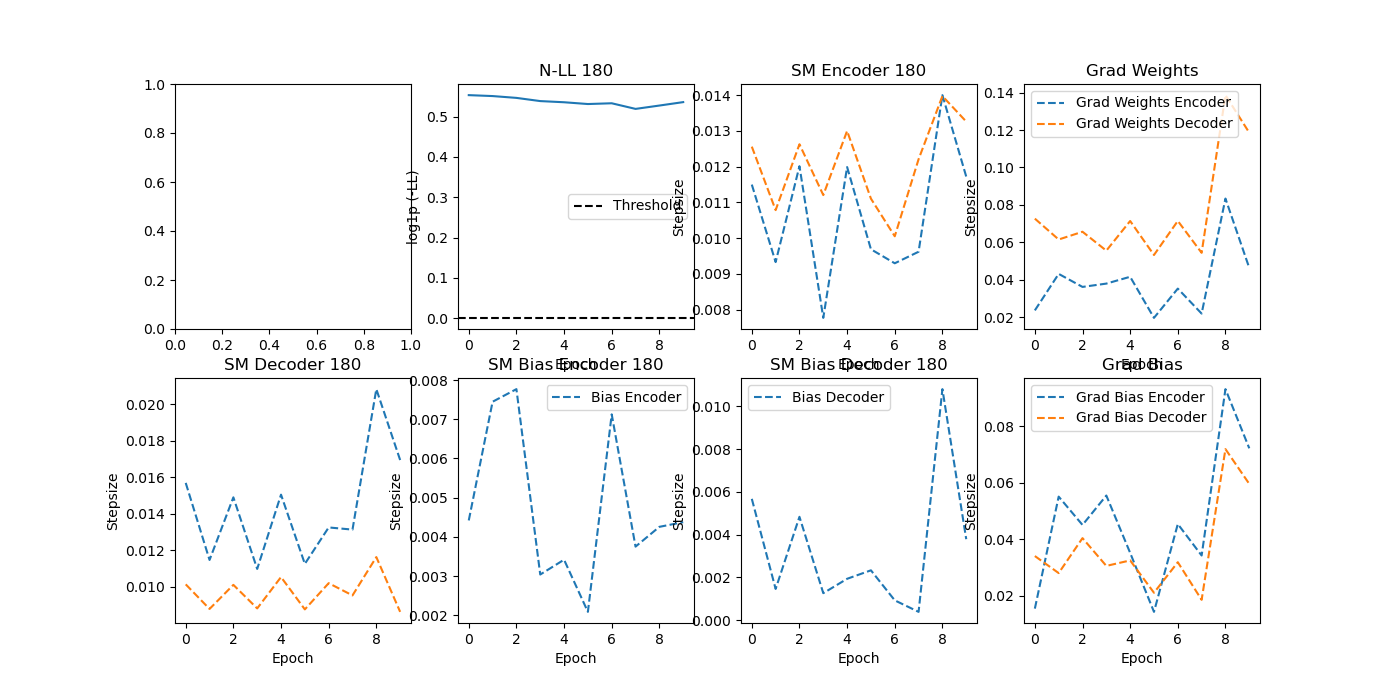 N-LL 180
SM Encoder 180
Grad Weights
1.0
0.8
0.6
0.4
0.2
0.0
0.0 0.2 0.4 0.6 0.8 1.0
log1p (-LL)
0.5
0.4
0.3
0.2
0.1
0.0
Threshold
0 2 4 6 8
Epoch
Stepsize
0.014
0.013
0.012
0.011
0.010
0.009
0.008
0 2 4 6 8
Epoch
Stepsize
0.14
0.12
0.10
0.08
0.06
0.04
0.02
Grad Weights Encoder
Grad Weights Decoder
0 2 4 6 8
Epoch
SM Decoder 180
SM Bias Encoder 180
SM Bias Decoder 180
Grad Bias
Stepsize
0.020
0.018
0.016
0.014
0.012
0.010
0 2 4 6 8
Epoch
Stepsize
0.008
0.007
0.006
0.005
0.004
0.003
0.002
Bias Encoder
0 2 4 6 8
Epoch
Stepsize
0.010
0.008
0.006
0.004
0.002
0.000
Bias Decoder
0 2 4 6 8
Epoch
Stepsize
0.08
0.06
0.04
0.02
Grad Bias Encoder
Grad Bias Decoder
0 2 4 6 8
Epoch